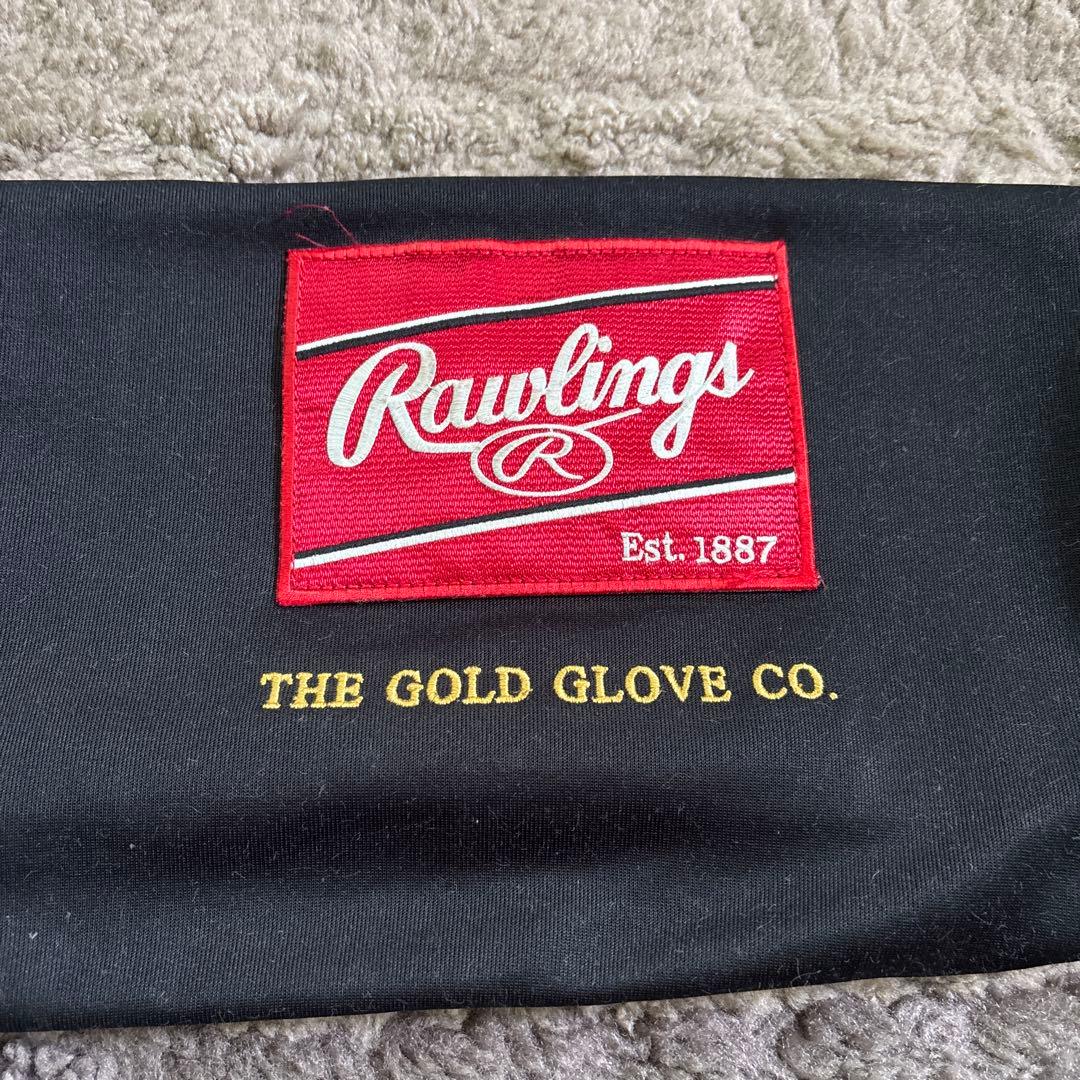 Rawlings
R
Est. 1887
THE GOLD GLOVE CO.